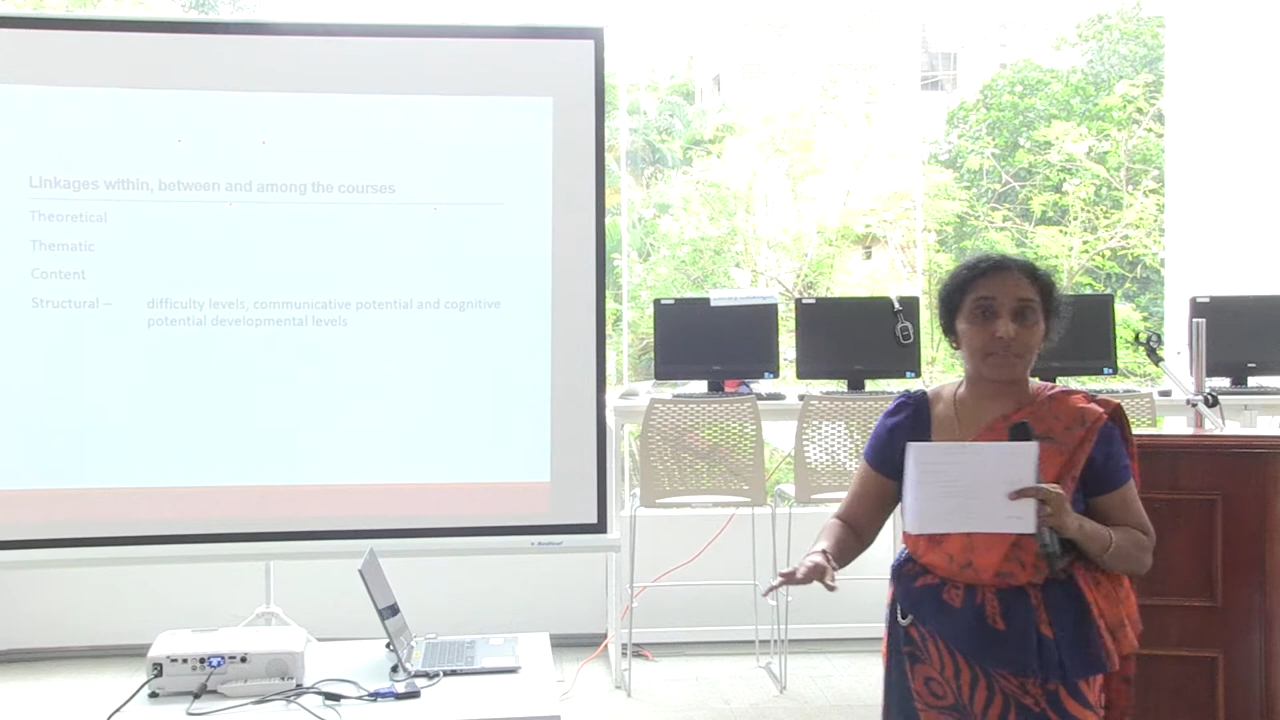 Linkages within, between and among the courses
Theoretical
Thematic
Content
Structural – difficulty levels, communicative potential and cognitive
potential developmental levels